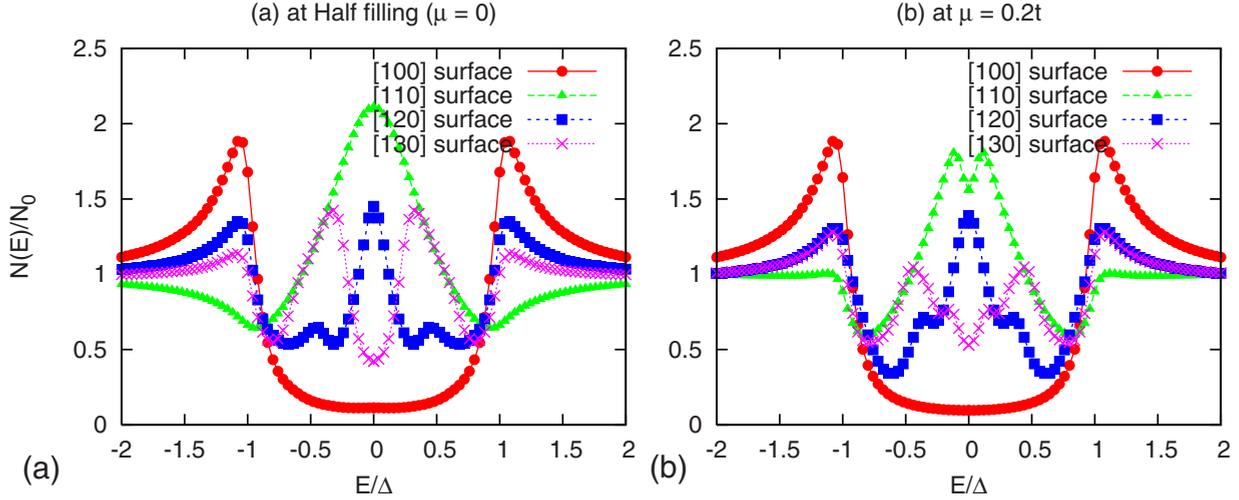 (a) at Half filling (μ = 0)
2.5
2
1.5
1
0.5
0
N(E)/N0
[100] surface
[110] surface
[120] surface
[130] surface
-2 -1.5 -1 -0.5 0 0.5 1 1.5 2
E/Δ
(a)
(b) at μ = 0.2t
2.5
2
1.5
1
0.5
0
[100] surface
[110] surface
[120] surface
[130] surface
-2 -1.5 -1 -0.5 0 0.5 1 1.5 2
E/Δ
(b)